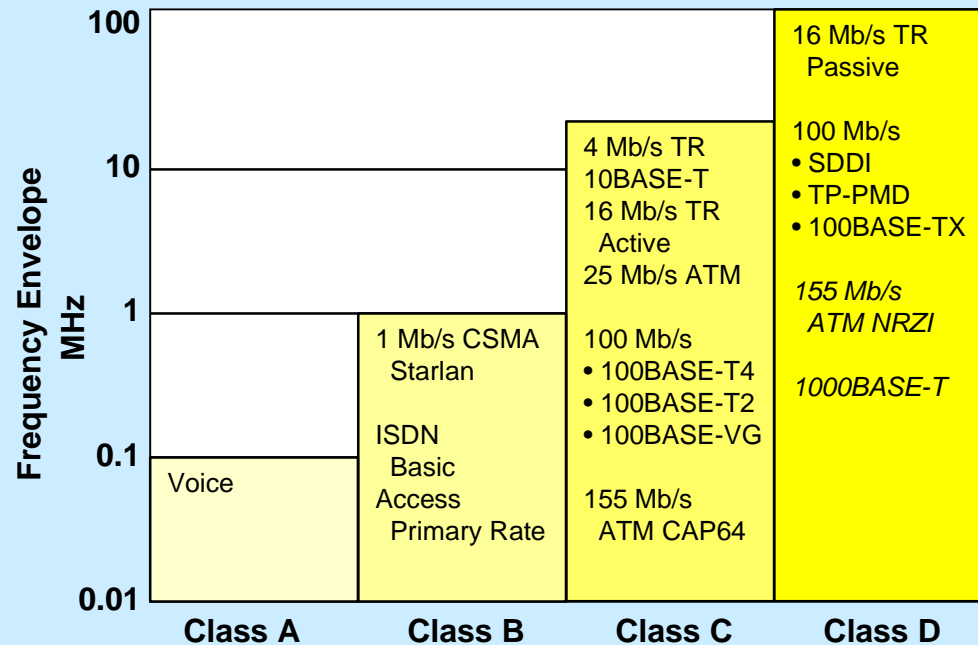 Frequency Envelope
MHz
100
10
1
0.1
0.01
Voice
1 Mb/s CSMA
Starlan
ISDN
Basic
Access
Primary Rate
4 Mb/s TR
10BASE-T
16 Mb/s TR
Active
25 Mb/s ATM
100 Mb/s
• 100BASE-T4
• 100BASE-T2
• 100BASE-VG
155 Mb/s
ATM CAP64
16 Mb/s TR
Passive
100 Mb/s
• SDDI
• TP-PMD
• 100BASE-TX
155 Mb/s
ATM NRZI
1000BASE-T
Class A
Class B
Class C
Class D